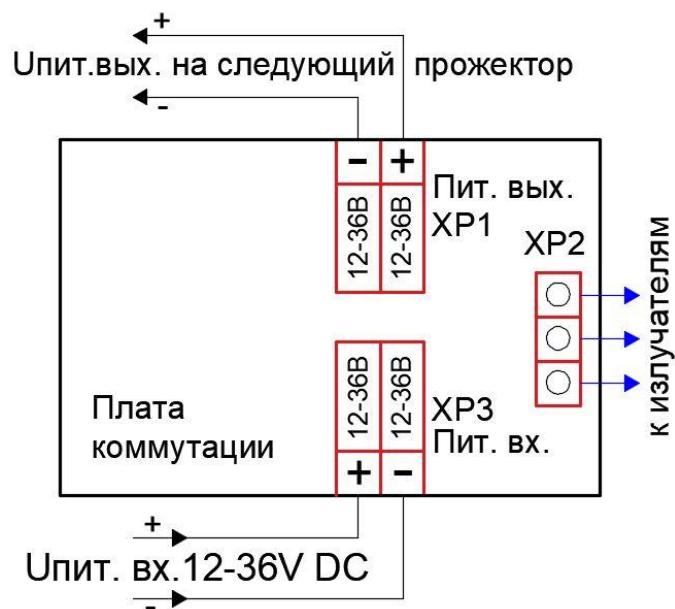 +
Uпит.вых. на следующий прожектор
-
- +
12-36В 12-36В
Пит. вых.
XP1
XP2
к излучателям
12-36В 12-36В
XP3
Пит. вх.
Плата
коммутации
+ -
+
Uпит. вх.12-36V DC
-